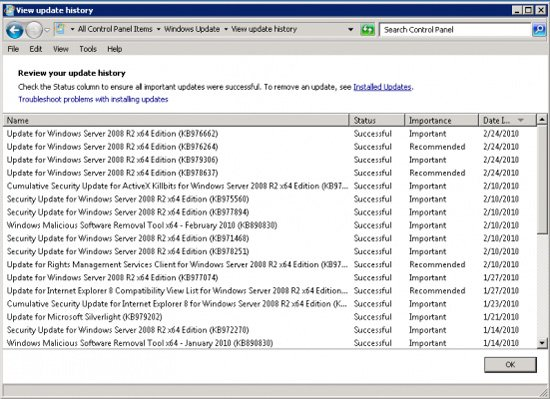 View update history
All Control Panel Items Windows Update View update history
Search Control Panel
File Edit View Tools Help
Review your update history
Check the Status column to ensure all important updates were successful. To remove an update, see Installed Updates.
Troubleshoot problems with installing updates
Name Status Importance Date I...
Update for Windows Server 2008 R2 x64 Edition (KB976662) Successful Important 2/24/2010
Update for Windows Server 2008 R2 x64 Edition (KB976264) Successful Recommended 2/24/2010
Update for Windows Server 2008 R2 x64 Edition (KB979306) Successful Important 2/24/2010
Update for Windows Server 2008 R2 x64 Edition (KB978637) Successful Recommended 2/24/2010
Cumulative Security Update for ActiveX Killbits for Windows Server 2008 R2 x64 Edition (KB97... Successful Important 2/10/2010
Security Update for Windows Server 2008 R2 x64 Edition (KB975560) Successful Important 2/10/2010
Security Update for Windows Server 2008 R2 x64 Edition (KB977894) Successful Important 2/10/2010
Windows Malicious Software Removal Tool x64 - February 2010 (KB890830) Successful Important 2/10/2010
Security Update for Windows Server 2008 R2 x64 Edition (KB971468) Successful Important 2/10/2010
Security Update for Windows Server 2008 R2 x64 Edition (KB978251) Successful Important 2/10/2010
Update for Rights Management Services Client for Windows Server 2008 R2 x64 Edition (KB9... Successful Recommended 2/10/2010
Update for Windows Server 2008 R2 x64 Edition (KB977074) Successful Important 1/27/2010
Update for Internet Explorer 8 Compatibility View List for Windows Server 2008 R2 x64 Editio... Successful Recommended 1/27/2010
Cumulative Security Update for Internet Explorer 8 for Windows Server 2008 R2 x64 Edition (K... Successful Important 1/23/2010
Update for Microsoft Silverlight (KB979202) Successful Important 1/21/2010
Security Update for Windows Server 2008 R2 x64 Edition (KB972270) Successful Important 1/14/2010
Windows Malicious Software Removal Tool x64 - January 2010 (KB890830) Successful Important 1/14/2010
OK